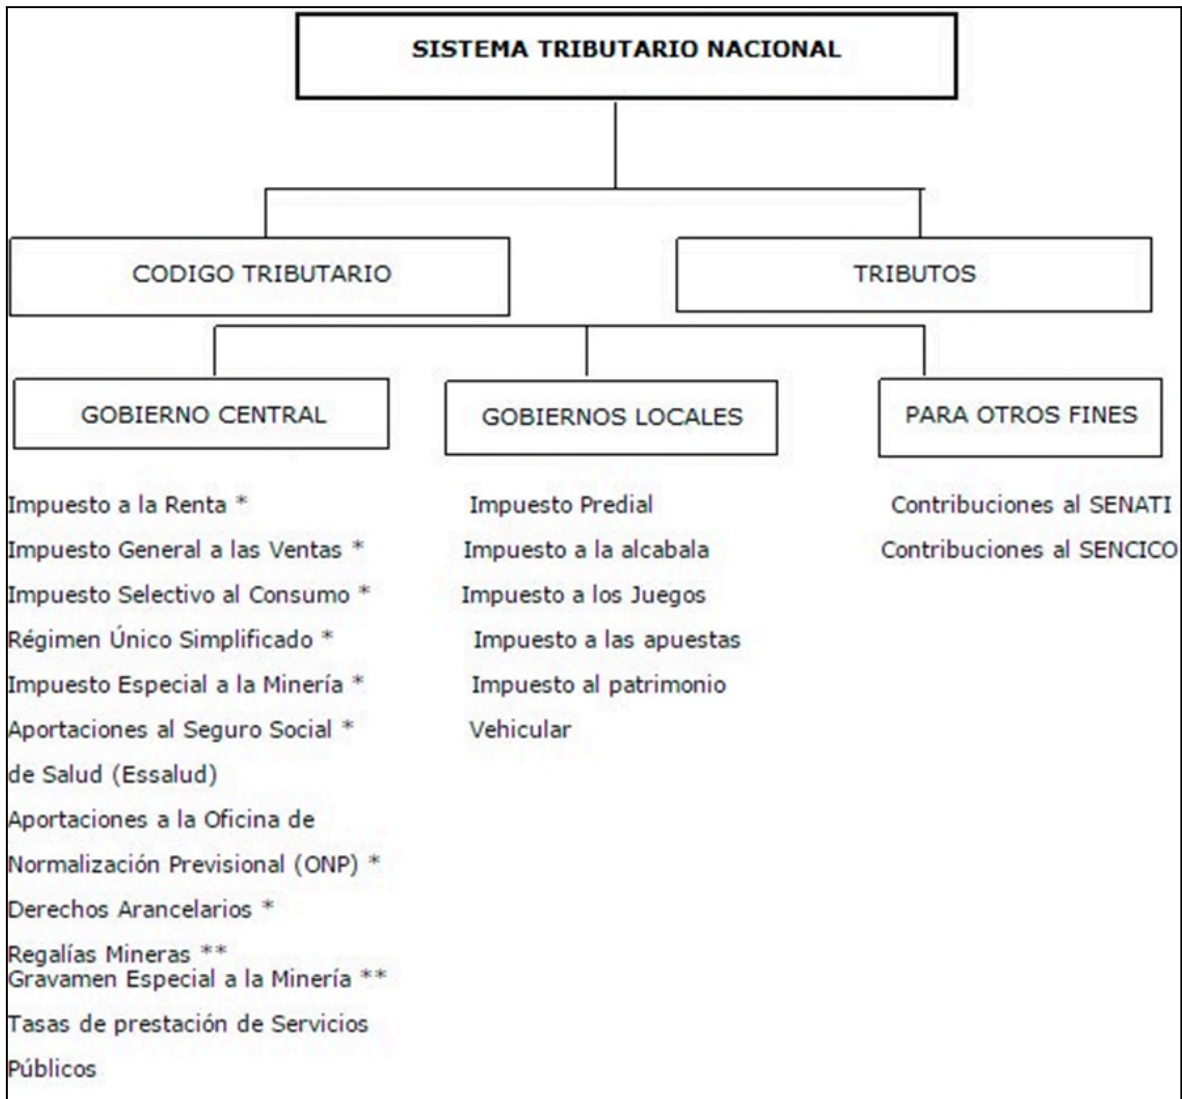 SISTEMA TRIBUTARIO NACIONAL
CODIGO TRIBUTARIO
TRIBUTOS
GOBIERNO CENTRAL
GOBIERNOS LOCALES
PARA OTROS FINES
Impuesto a la Renta *
Impuesto General a las Ventas *
Impuesto Selectivo al Consumo *
Régimen Único Simplificado *
Impuesto Especial a la Minería *
Aportaciones al Seguro Social *
de Salud (Essalud)
Aportaciones a la Oficina de
Normalización Previsional (ONP) *
Derechos Arancelarios *
Regalías Mineras **
Gravamen Especial a la Minería **
Tasas de prestación de Servicios
Públicos
Impuesto Predial
Impuesto a la alcabala
Impuesto a los Juegos
Impuesto a las apuestas
Impuesto al patrimonio
Vehicular
Contribuciones al SENATI
Contribuciones al SENCICO